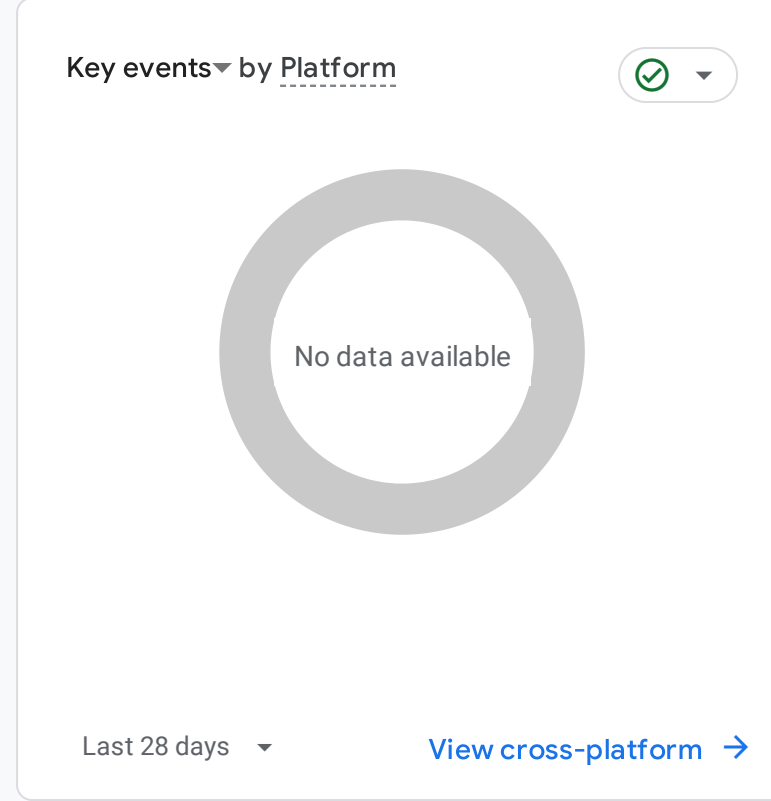 Key events by Platform
No data available
Last 28 days
View cross-platform